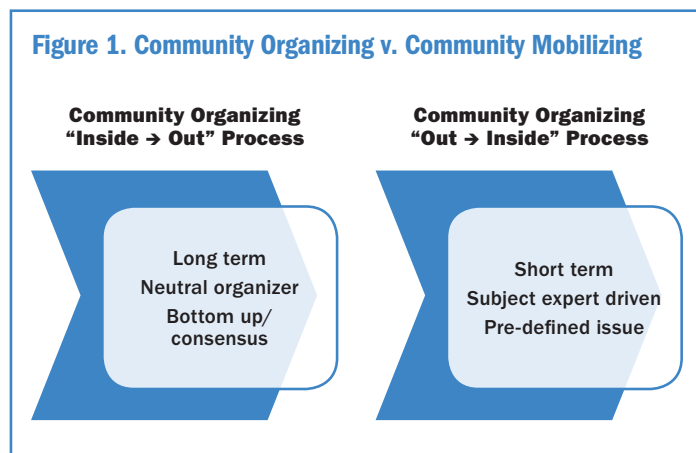 Figure 1. Community Organizing v. Community Mobilizing
Community Organizing
“Inside → Out” Process
Long term
Neutral organizer
Bottom up/
consensus
Community Organizing
“Out → Inside” Process
Short term
Subject expert driven
Pre-defined issue